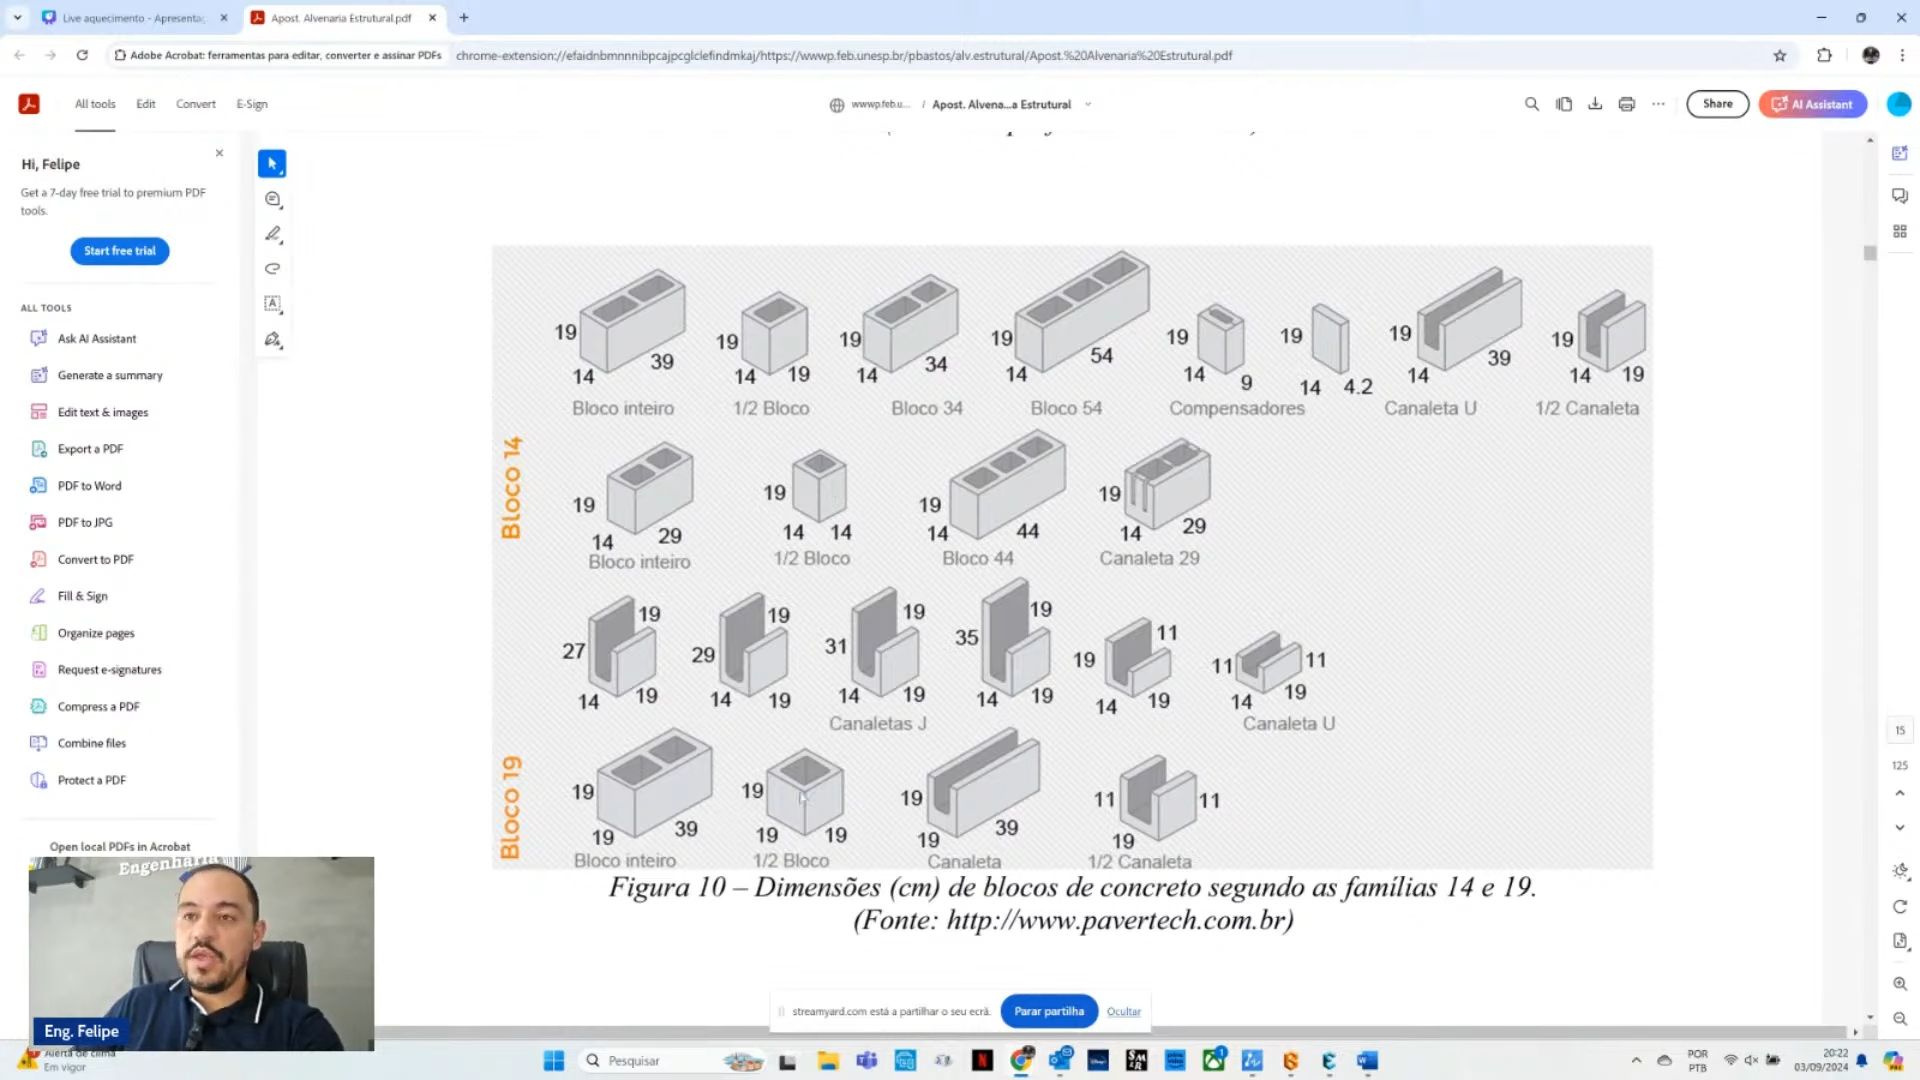 Live aquecimento - Apresentaç
Apost. Alvenaria Estrutural.pdf
Adobe Acrobat: ferramentas para editar, converter e assinar PDFs
chrome-extension://efaidnbmnnnibpcajpcglclefindmkaj/https://wwwp.feb.unesp.br/pbastos/alv.estrutural/Apost.%20Alvenaria%20Estrutural.pdf
All tools Edit Convert E-Sign
wwwp.feb.u... / Apost. Alvena...a Estrutural
Share
AI Assistant
Hi, Felipe
Get a 7-day free trial to premium PDF
tools.
Start free trial
ALL TOOLS
Ask AI Assistant
Generate a summary
Edit text & images
Export a PDF
PDF to Word
PDF to JPG
Convert to PDF
Fill & Sign
Organize pages
Request e-signatures
Compress a PDF
Combine files
Protect a PDF
Open local PDFs in Acrobat
Engenharia
Eng. Felipe
Bloco 14
19 14 39
19 14 19
19 14 34
19 14 54
19 14 9
19 14 4.2
19 14 39
19 14 19
Bloco inteiro 1/2 Bloco Bloco 34 Bloco 54 Compensadores Canaleta U 1/2 Canaleta
19 14 29
19 14 14
19 14 44
19 14 29
Bloco inteiro 1/2 Bloco Bloco 44 Canaleta 29
27 19 14 19
29 19 14 19
31 19 14 19
35 19 14 19
19 11 14 19
11 11 14 19
Canaletas J Canaleta U
Bloco 19
19 19 39
19 19 19
19 19 39
11 11 19
Bloco inteiro 1/2 Bloco Canaleta 1/2 Canaleta
Figura 10 – Dimensões (cm) de blocos de concreto segundo as famílias 14 e 19.
(Fonte: http://www.pavertech.com.br)
15
125
streamyard.com está a partilhar o seu ecrã.
Parar partilha
Ocultar
Alerta de clima
Em vigor
Pesquisar
POR
PTB
20:22
03/09/2024